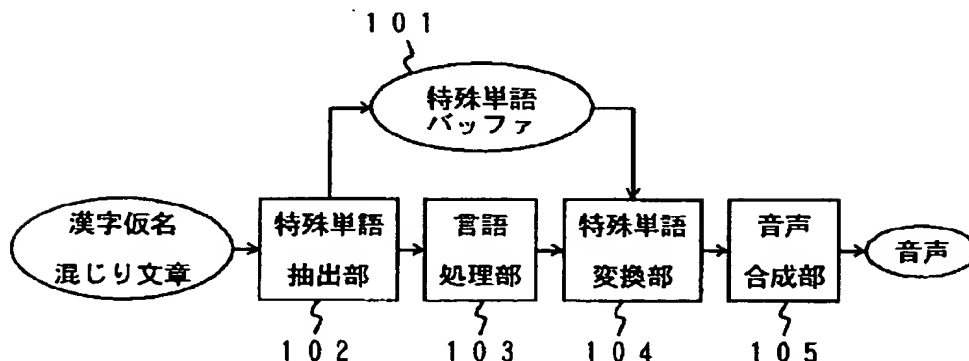 101
特殊単語
バッファ
漢字仮名
混じり文章
特殊単語
抽出部
言語
処理部
特殊単語
変換部
音声
合成部
音声
102
103
104
105